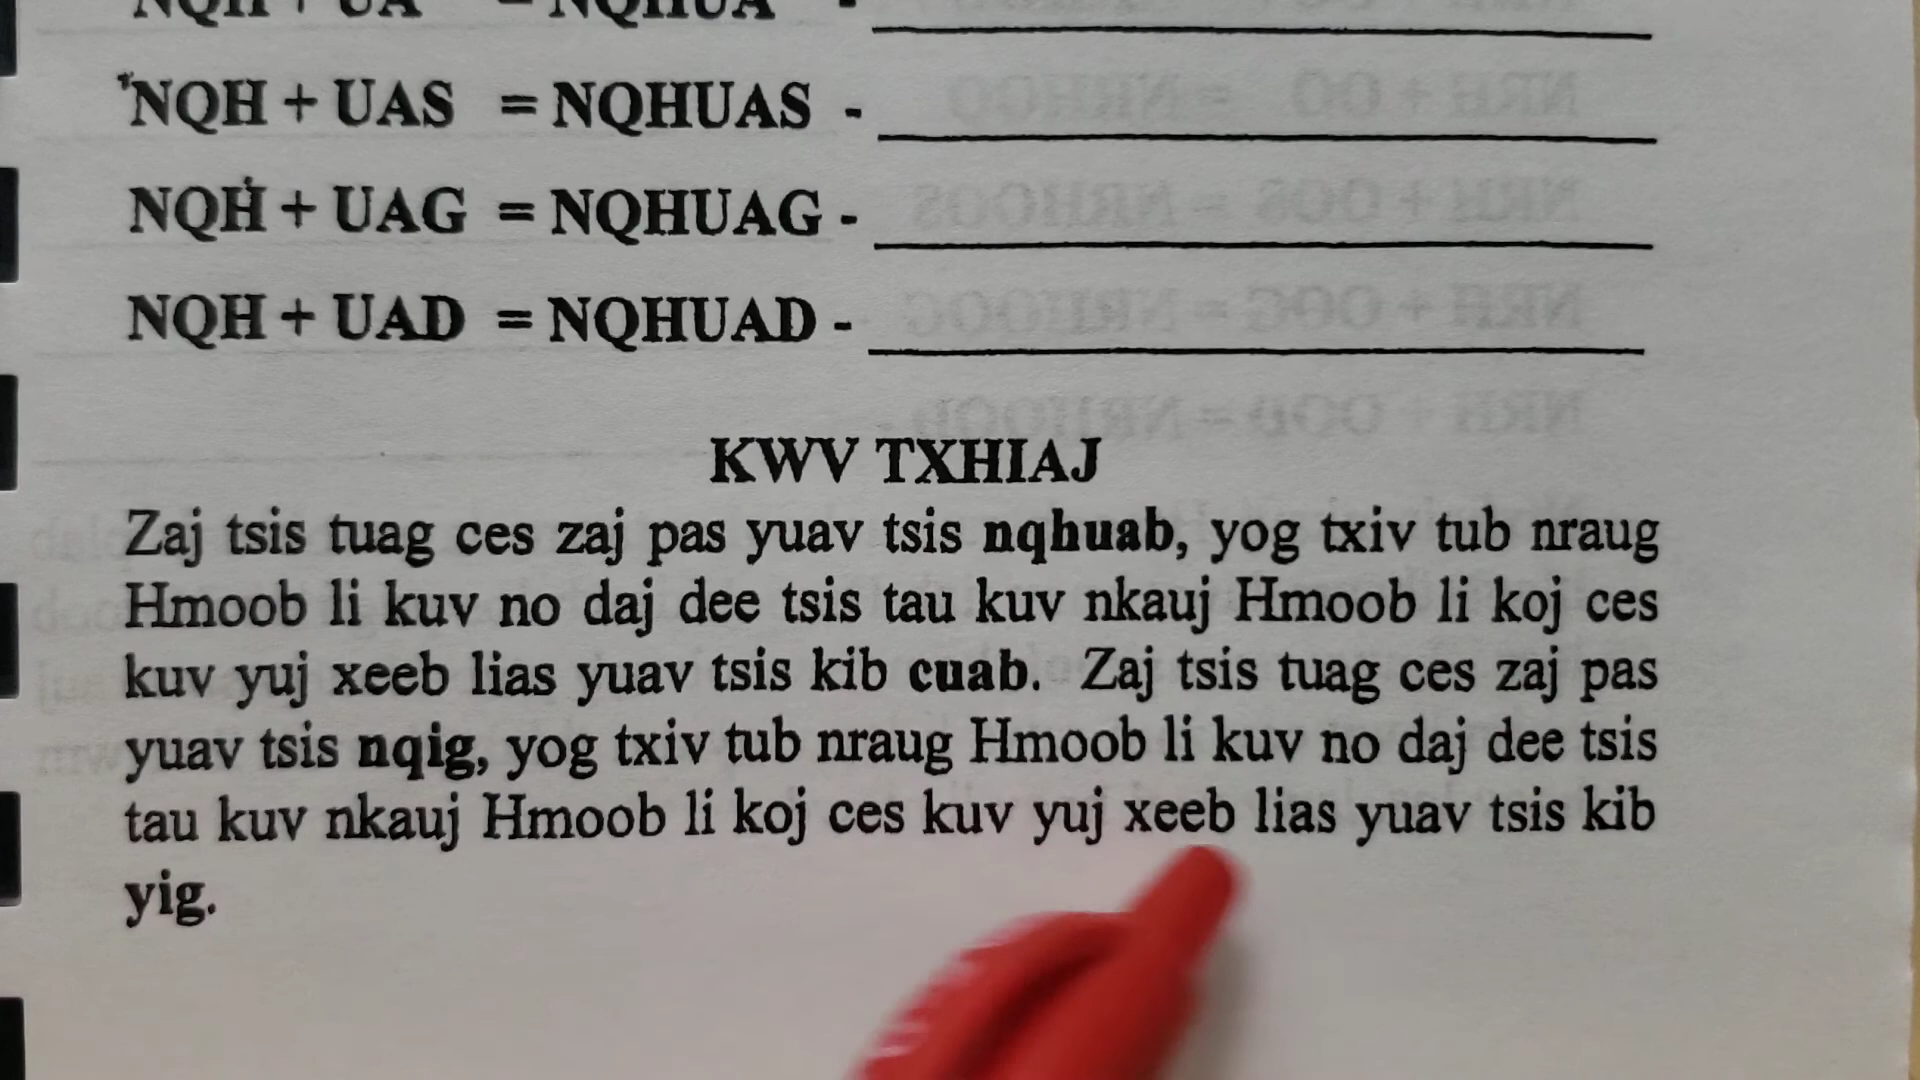 NQH + UA = NQHUA -
NQH + UAS = NQHUAS -
NQH + UAG = NQHUAG -
NQH + UAD = NQHUAD -
KWV TXHIAJ
Zaj tsis tuag ces zaj pas yuav tsis nqhuab, yog txiv tub nraug
Hmoob li kuv no daj dee tsis tau kuv nkauj Hmoob li koj ces
kuv yuj xeeb lias yuav tsis kib cuab. Zaj tsis tuag ces zaj pas
yuav tsis nqig, yog txiv tub nraug Hmoob li kuv no daj dee tsis
tau kuv nkauj Hmoob li koj ces kuv yuj xeeb lias yuav tsis kib
yig.